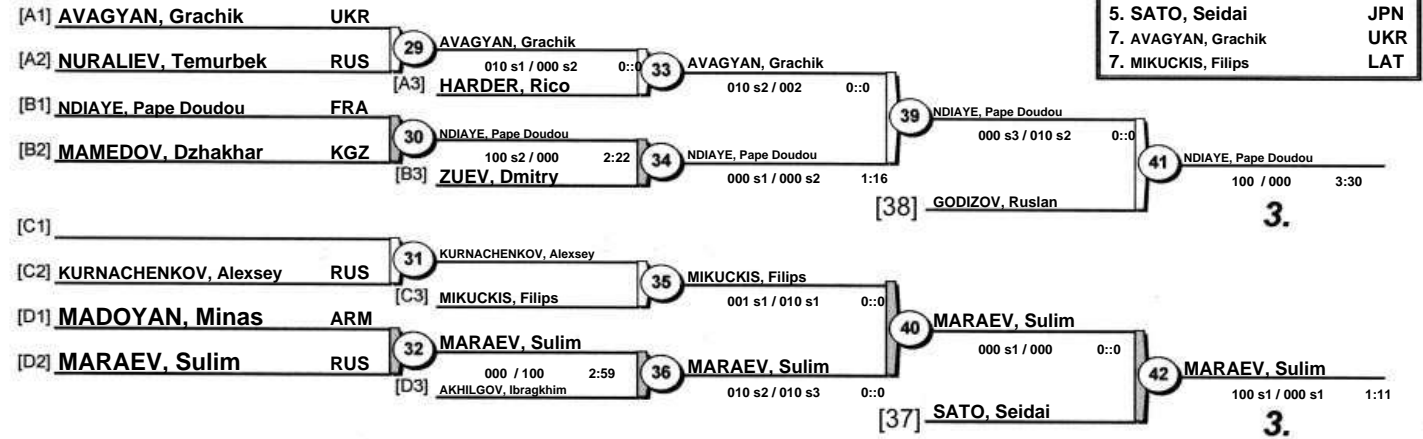 [A1] AVAGYAN, Grachik UKR
5. SATO, Seidai JPN
7. AVAGYAN, Grachik UKR
7. MIKUCKIS, Filips LAT
29 AVAGYAN, Grachik
[A2] NURALIEV, Temurbek RUS
010 s1 / 000 s2 0::0
33 AVAGYAN, Grachik
[A3] HARDER, Rico
010 s2 / 002 0::0
[B1] NDIAYE, Pape Doudou FRA
39 NDIAYE, Pape Doudou
30 NDIAYE, Pape Doudou
000 s3 / 010 s2 0::0
[B2] MAMEDOV, Dzhakhar KGZ
100 s2 / 000 2:22
34 NDIAYE, Pape Doudou
41 NDIAYE, Pape Doudou
[B3] ZUEV, Dmitry
000 s1 / 000 s2 1:16
100 / 000 3:30
[38] GODIZOV, Ruslan
3.
[C1]
31 KURNACHENKOV, Alexsey
[C2] KURNACHENKOV, Alexsey RUS
35 MIKUCKIS, Filips
[C3] MIKUCKIS, Filips
001 s1 / 010 s1 0::0
[D1] MADOYAN, Minas ARM
40 MARAEV, Sulim
32 MARAEV, Sulim
000 s1 / 000 0::0
[D2] MARAEV, Sulim RUS
000 / 100 2:59
36 MARAEV, Sulim
42 MARAEV, Sulim
[D3] AKHILGOV, Ibragkhim
010 s2 / 010 s3 0::0
100 s1 / 000 s1 1:11
[37] SATO, Seidai
3.